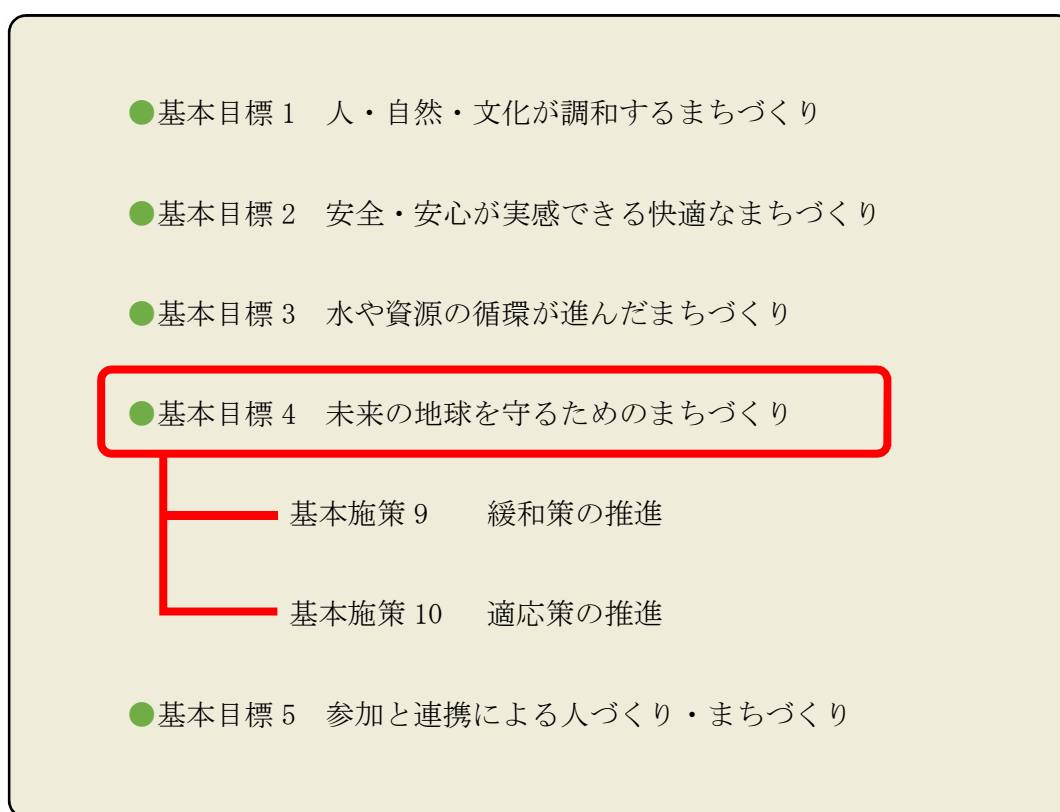 ●基本目標1　人・自然・文化が調和するまちづくり
●基本目標2　安全・安心が実感できる快適なまちづくり
●基本目標3　水や資源の循環が進んだまちづくり
●基本目標4　未来の地球を守るためのまちづくり
基本施策9　　緩和策の推進
基本施策10　適応策の推進
●基本目標5　参加と連携による人づくり・まちづくり